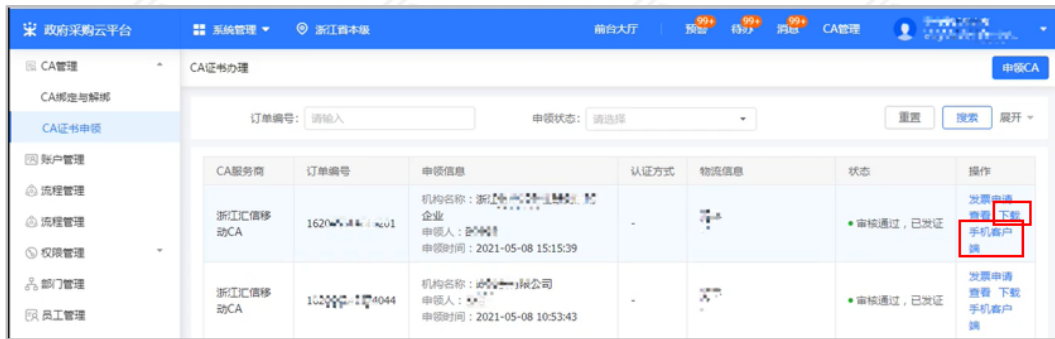 政府采购云平台
系统管理
浙江省本级
前台大厅
预警 99+
待办 99+
消息 99+
CA管理
CA管理
CA绑定与解绑
CA证书申领
账户管理
流程管理
流程管理
权限管理
部门管理
员工管理
CA证书办理
申领CA
订单编号: 请输入
申领状态: 请选择
重置
搜索
展开
CA服务商
订单编号
申领信息
认证方式
物流信息
状态
操作
浙江汇信移
动CA
机构名称：浙江
企业
申领人：
申领时间：2021-05-08 15:15:39
-
审核通过，已发证
发票申请
查看 下载
手机客户
端
浙江汇信移
动CA
4044
机构名称：
公司
申领人：
申领时间：2021-05-08 10:53:43
-
审核通过，已发证
发票申请
查看 下载
手机客户
端